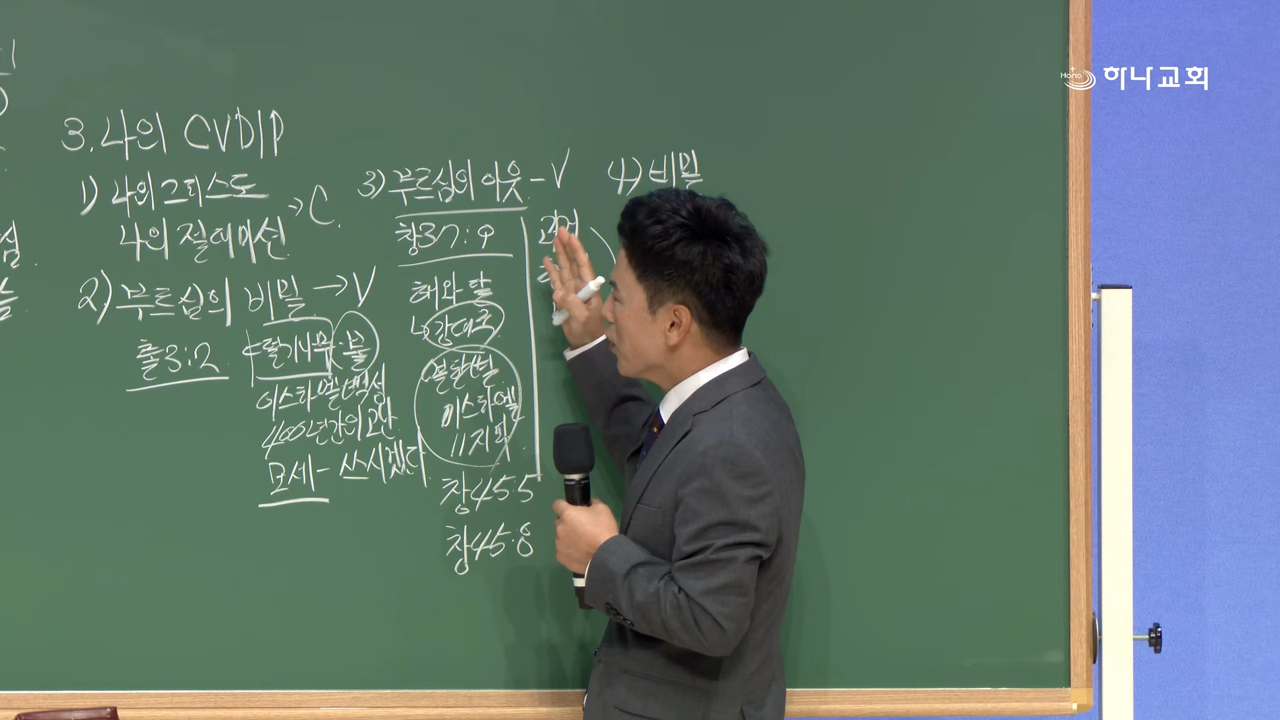 3. 나의 CVDIP
1) 나의 그리스도
나의 절대미션 → C.
2) 부르심의 비밀 → V
출3:2
떨기나무·불
이스라엘 백성
400년간의 고난
모세 - 쓰시겠다
3) 부르심의 이웃 - V
창37:9
해와 달
↳ 강대국
열한 별
이스라엘
11지파
창45:5
창45:8
4) 비밀
Hana 하나교회